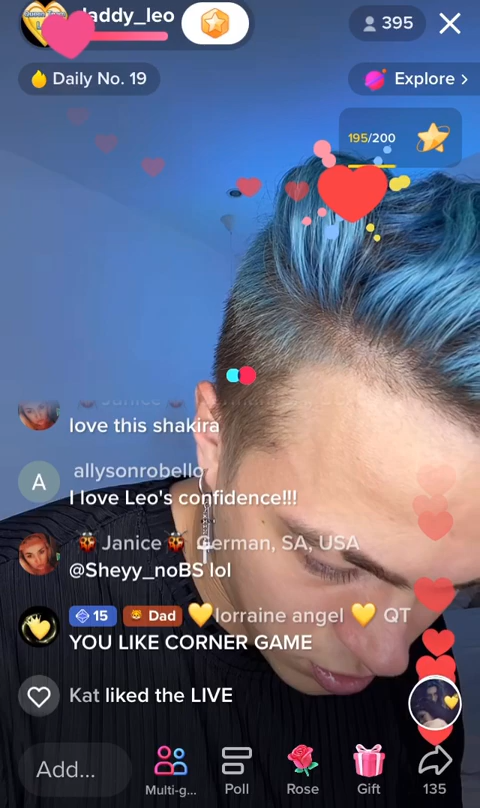 daddy_leo
395
Daily No. 19
Explore >
195/200
love this shakira
A
allysonrobello
I love Leo's confidence!!!
Janice German, SA, USA
@Sheyy_noBS lol
15 Dad lorraine angel QT
YOU LIKE CORNER GAME
Kat liked the LIVE
Add...
Multi-g...
Poll
Rose
Gift
135